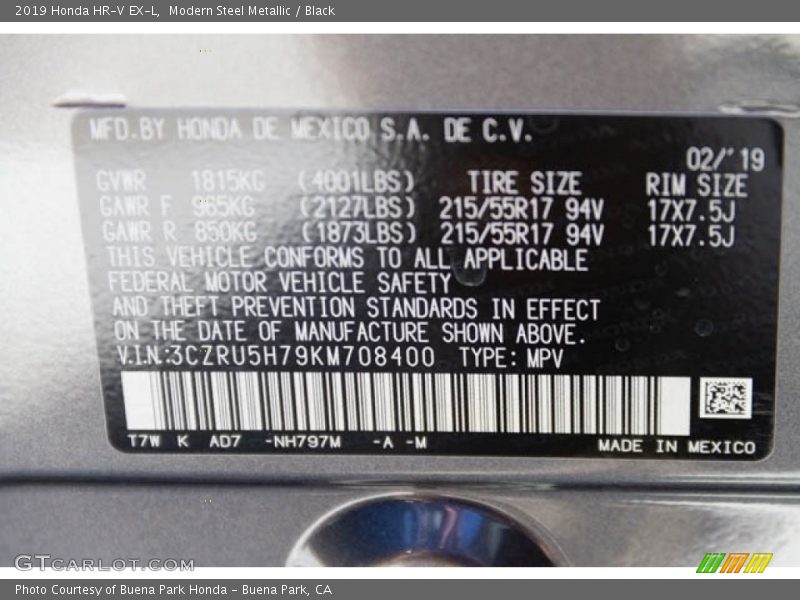 2019 Honda HR-V EX-L,  Modern Steel Metallic / Black
MFD.BY HONDA DE MEXICO S.A. DE C.V.
02/'19
GVWR 1815KG (4001LBS) TIRE SIZE RIM SIZE
GAWR F 985KG (2127LBS) 215/55R17 94V 17X7.5J
GAWR R 850KG (1873LBS) 215/55R17 94V 17X7.5J
THIS VEHICLE CONFORMS TO ALL APPLICABLE
FEDERAL MOTOR VEHICLE SAFETY
AND THEFT PREVENTION STANDARDS IN EFFECT
ON THE DATE OF MANUFACTURE SHOWN ABOVE.
V.I.N.:3CZRU5H79KM708400 TYPE: MPV
T7W K AD7 -NH797M -A -M MADE IN MEXICO
GTCARLOT.COM
Photo Courtesy of Buena Park Honda - Buena Park, CA